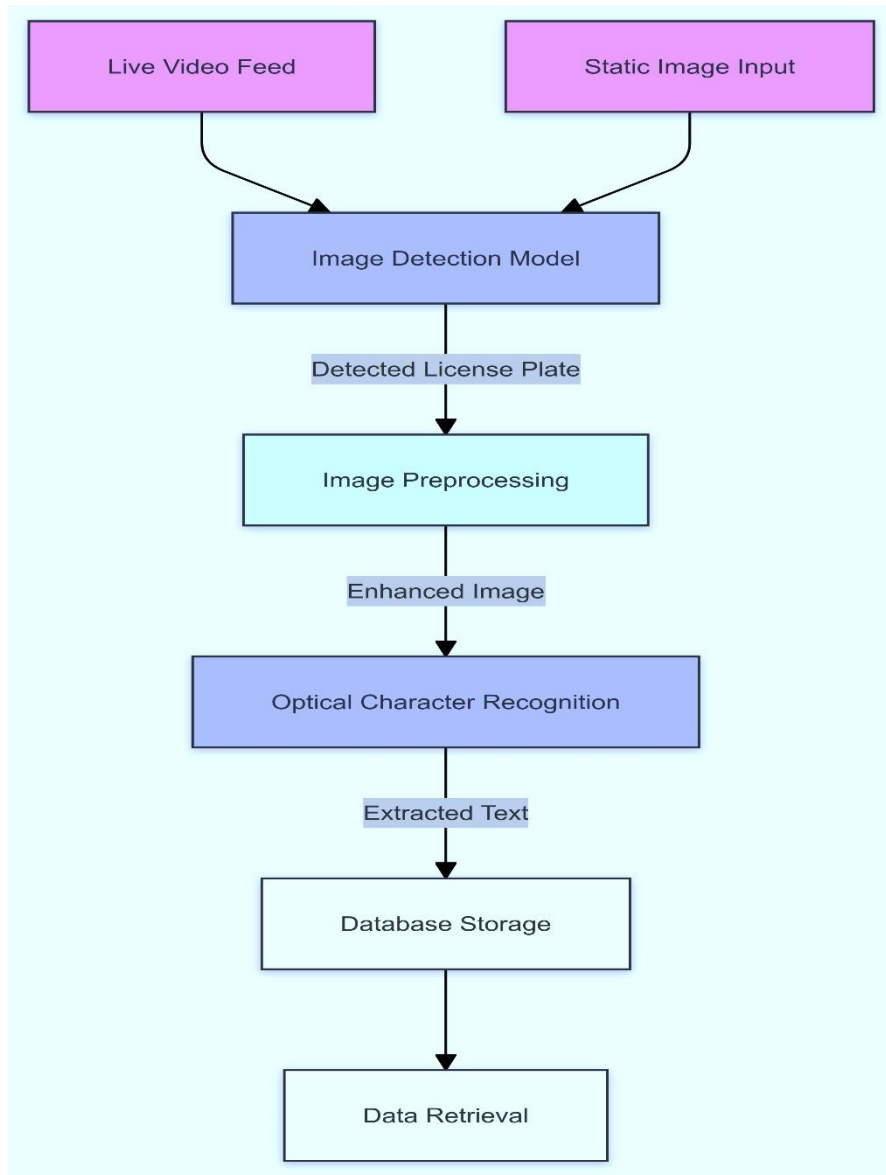 Live Video Feed
Static Image Input
Image Detection Model
Detected License Plate
Image Preprocessing
Enhanced Image
Optical Character Recognition
Extracted Text
Database Storage
Data Retrieval